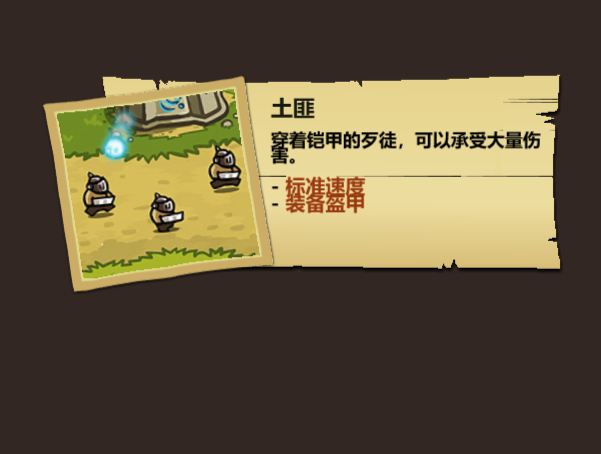 土匪
穿着铠甲的歹徒，可以承受大量伤
害。
- 标准速度
- 装备盔甲